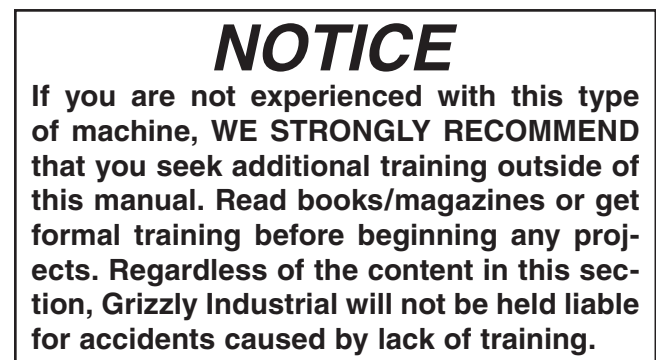 NOTICE
If you are not experienced with this type
of machine, WE STRONGLY RECOMMEND
that you seek additional training outside of
this manual. Read books/magazines or get
formal training before beginning any proj-
ects. Regardless of the content in this sec-
tion, Grizzly Industrial will not be held liable
for accidents caused by lack of training.